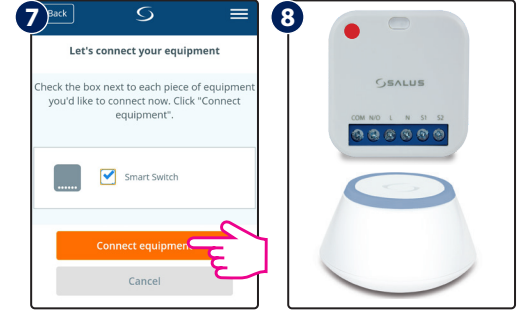 7
Back
Let's connect your equipment
Check the box next to each piece of equipment
you'd like to connect now. Click "Connect
equipment".
Smart Switch
Connect equipment
Cancel
8
SALUS
COM N/O L N S1 S2